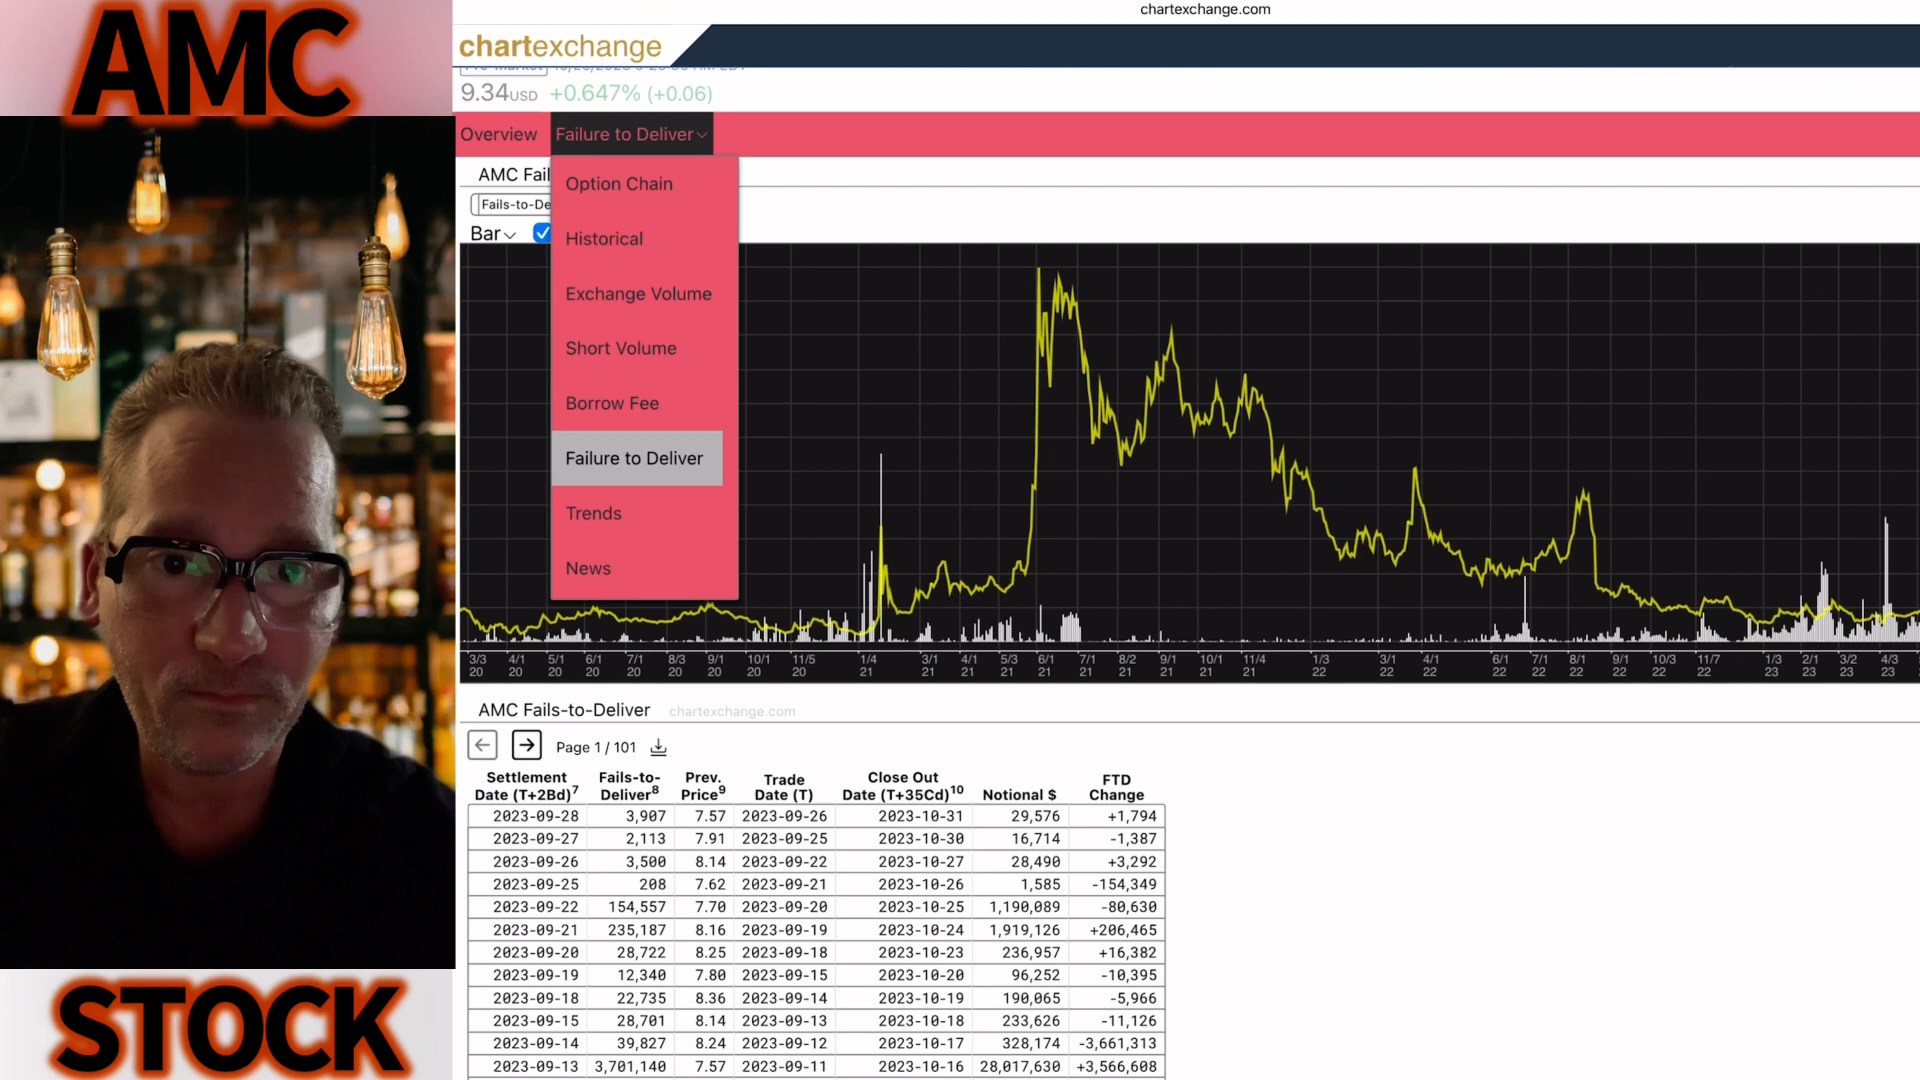 AMC
STOCK
chartexchange.com
chartexchange
9.34USD +0.647% (+0.06)
Overview
Failure to Deliver
AMC Fail
Fails-to-De
Bar
Option Chain
Historical
Exchange Volume
Short Volume
Borrow Fee
Failure to Deliver
Trends
News
3/3 4/1 5/1 6/1 7/1 8/3 9/1 10/1 11/5 1/4 3/1 4/1 5/3 6/1 7/1 8/2 9/1 10/1 11/4 1/3 3/1 4/1 6/1 7/1 8/1 9/1 10/3 11/7 1/3 2/1 3/2 4/3
20 20 20 20 20 20 20 20 20 21 21 21 21 21 21 21 21 21 21 22 22 22 22 22 22 22 22 22 23 23 23 23
AMC Fails-to-Deliver chartexchange.com
Page 1 / 101
Settlement Date (T+2Bd)7 Fails-to-Deliver8 Prev. Price9 Trade Date (T) Close Out Date (T+35Cd)10 Notional $ FTD Change
2023-09-28 3,907 7.57 2023-09-26 2023-10-31 29,576 +1,794
2023-09-27 2,113 7.91 2023-09-25 2023-10-30 16,714 -1,387
2023-09-26 3,500 8.14 2023-09-22 2023-10-27 28,490 +3,292
2023-09-25 208 7.62 2023-09-21 2023-10-26 1,585 -154,349
2023-09-22 154,557 7.70 2023-09-20 2023-10-25 1,190,089 -80,630
2023-09-21 235,187 8.16 2023-09-19 2023-10-24 1,919,126 +206,465
2023-09-20 28,722 8.25 2023-09-18 2023-10-23 236,957 +16,382
2023-09-19 12,340 7.80 2023-09-15 2023-10-20 96,252 -10,395
2023-09-18 22,735 8.36 2023-09-14 2023-10-19 190,065 -5,966
2023-09-15 28,701 8.14 2023-09-13 2023-10-18 233,626 -11,126
2023-09-14 39,827 8.24 2023-09-12 2023-10-17 328,174 -3,661,313
2023-09-13 3,701,140 7.57 2023-09-11 2023-10-16 28,017,630 +3,566,608